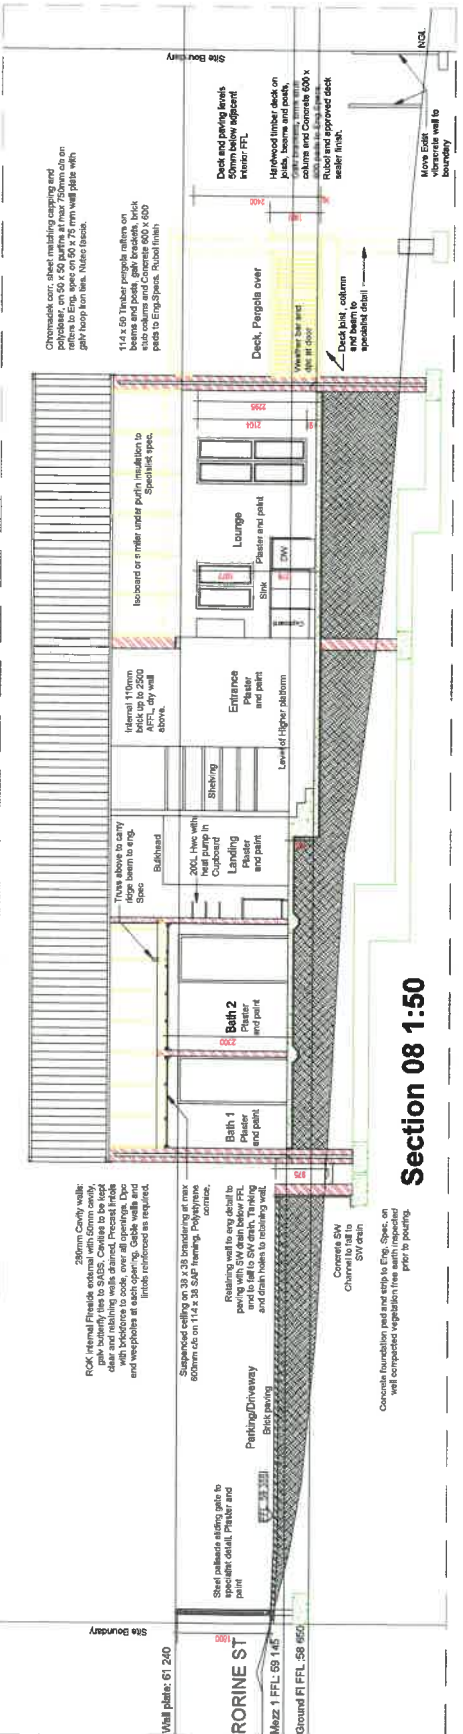 Wall plate: 61 240
RORINE ST
Mezz 1 FFL: 59 145
Ground Fl FFL :58 650
Site Boundary
1800
Steel palisade sliding gate to
specialist detail. Plaster and
paint
Parking/Driveway
Brick paving
280mm Cavity walls:
ROK internal Fireside external with 50mm cavity,
galv butterfly ties to SABS, Cavities to be kept
clear and retaining walls drained. Precast lintols
with brickforce to code, over all openings. Dpc
and weepholes at each opening. Gable walls and
lintols reinforced as required.
Suspended ceiling on 38 x 38 brandering at max
600mm c/c on 114 x 38 SAP framing. Polystyrene
cornice.
Retaining wall to eng detail to
paving with SW drain below FFL
and to fall to SW drain. Tanking
and drain holes to retaining wall.
Concrete SW
Channel to fall to
SW drain
Concrete foundation pad and strip to Eng. Spec, on
well compacted vegetation free earth inspected
prior to pouring.
875
Bath 1
Plaster
and paint
2300
Bath 2
Plaster
and paint
Truss above to carry
ridge beam to eng.
Spec
Bulkhead
200L Hwc with
heat pump in
Cupboard
Landing
Plaster
and paint
Shelving
Internal 110mm
brick up to 2500
AFFL, dry wall
above.
Entrance
Plaster
and paint
Level of Higher platform
Isoboard or similer under purlin insulation to
Specialist spec.
Lounge
Plaster and paint
Sink
DW
Cupboard
2164
2295
Chromadek corr. sheet matching capping and
polycloser, on 50 x 50 purlins at max 750mm c/c on
rafters to Eng. spec on 50 x 75 mm wall plate with
galv hoop iron ties. Nutec fascia.
114 x 50 Timber pergola rafters on
beams and posts, galv brackets, brick
stub columns and Concrete 600 x 600
pads to Eng.Specs. Rubol finish
Deck, Pergola over
Weather bar and
dpc at door
Deck joist, column
and beam to
specialist detail
Site Boundary
Deck and paving levels
50mm below adjacent
interior FFL
2400
Hardwood timber deck on
joists, beams and posts,
Rubol and approved deck
sealer finish.
Move Exist
vibracrete wall to
boundary
NGL
Section 08 1:50